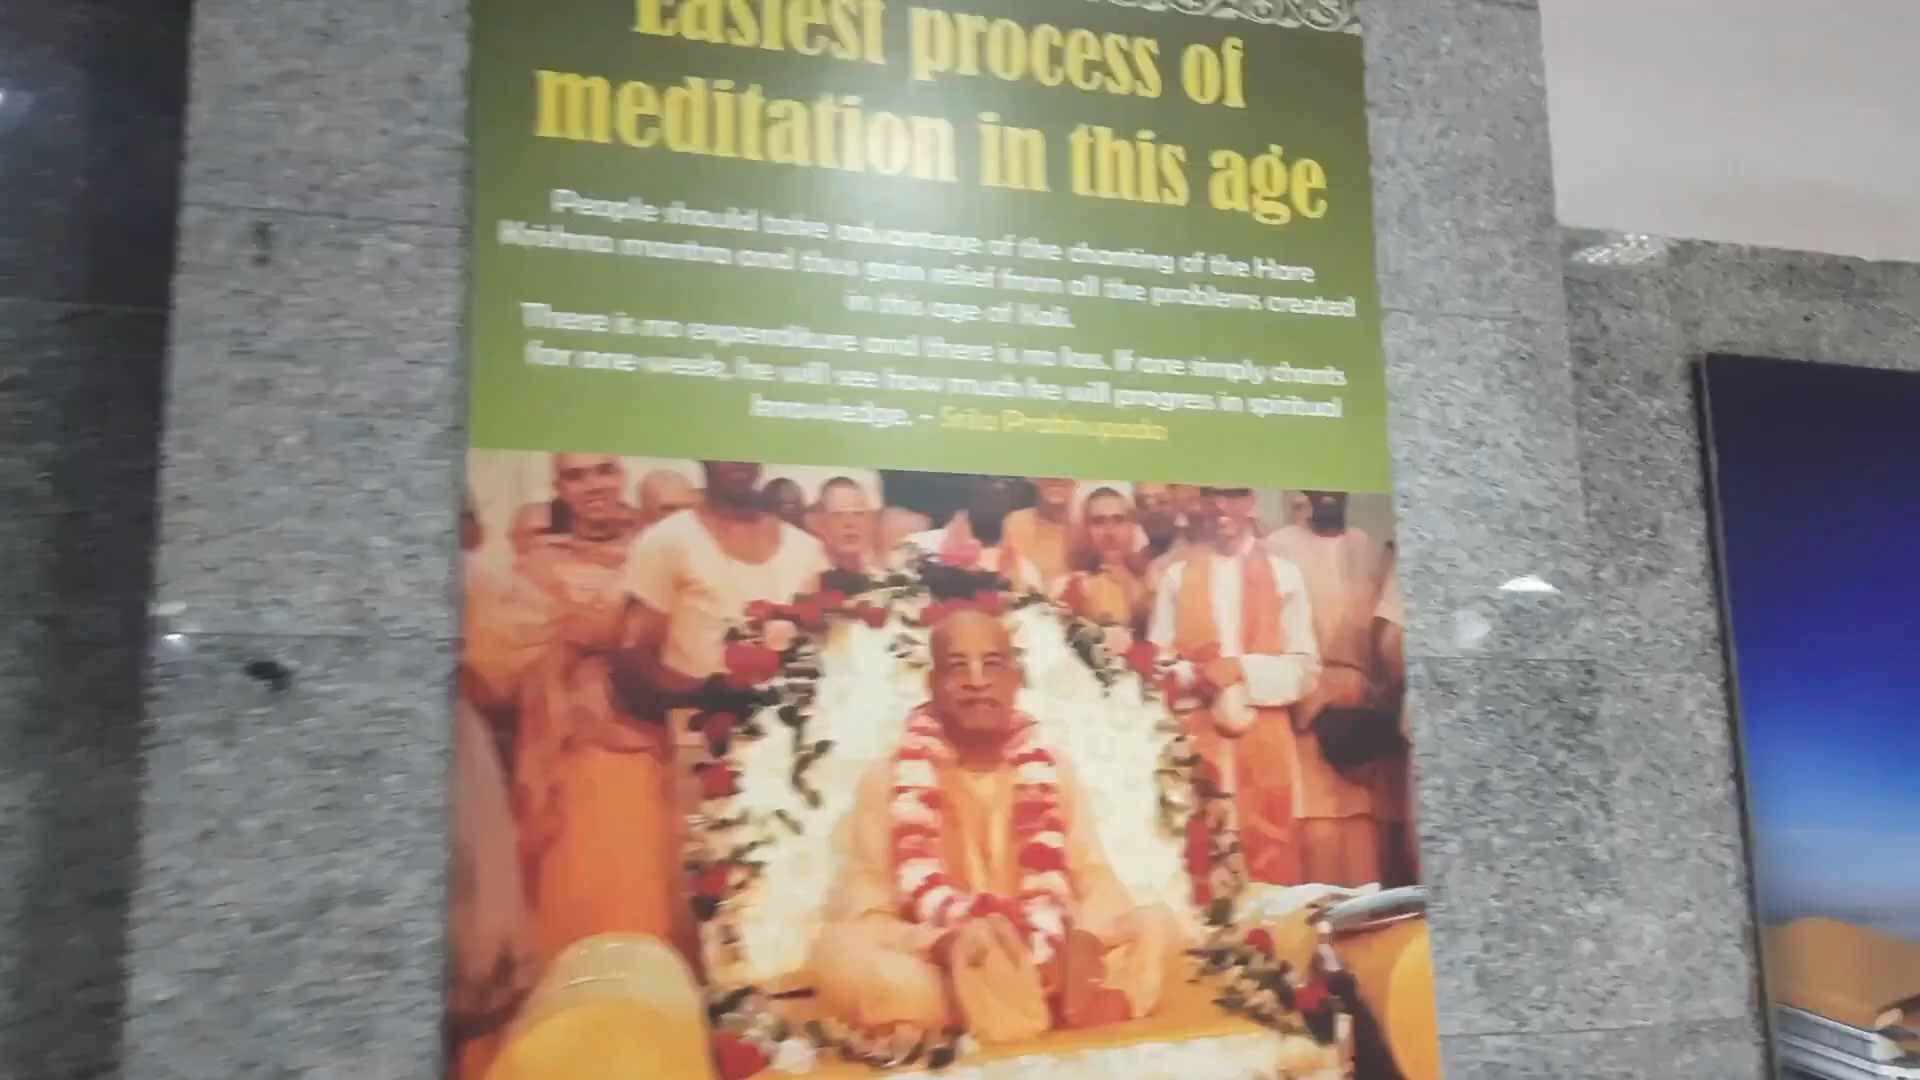 Easiest process of
meditation in this age
People should take advantage of the chanting of the Hare
Krishna mantra and thus gain relief from all the problems created
in this age of Kali.
There is no expenditure and there is no loss. If one simply chants
for one week, he will see how much he will progress in spiritual
knowledge. - Srila Prabhupada